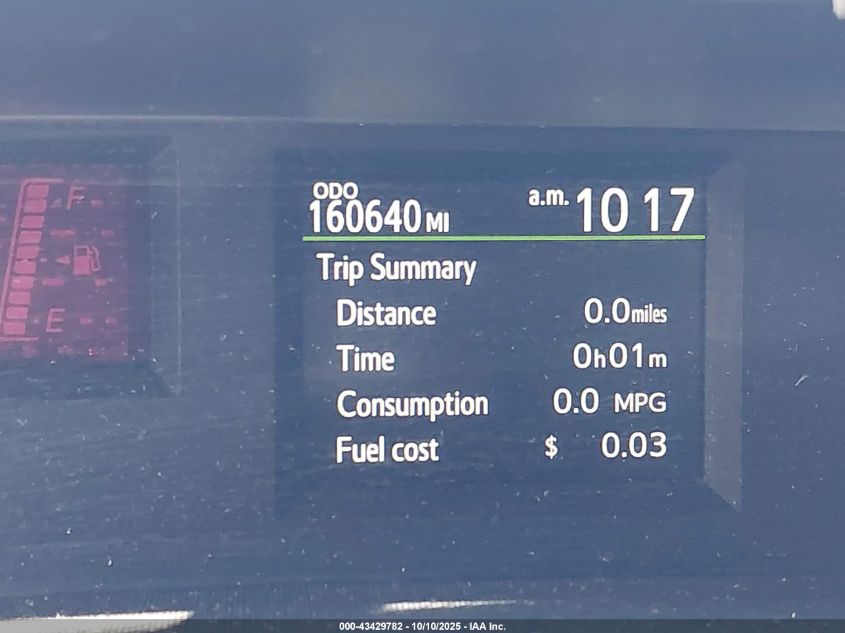 F
E
ODO
160640 MI
a.m. 10 17
Trip Summary
Distance 0.0 miles
Time 0h01m
Consumption 0.0 MPG
Fuel cost $ 0.03
000-43429782 - 10/10/2025 - IAA Inc.